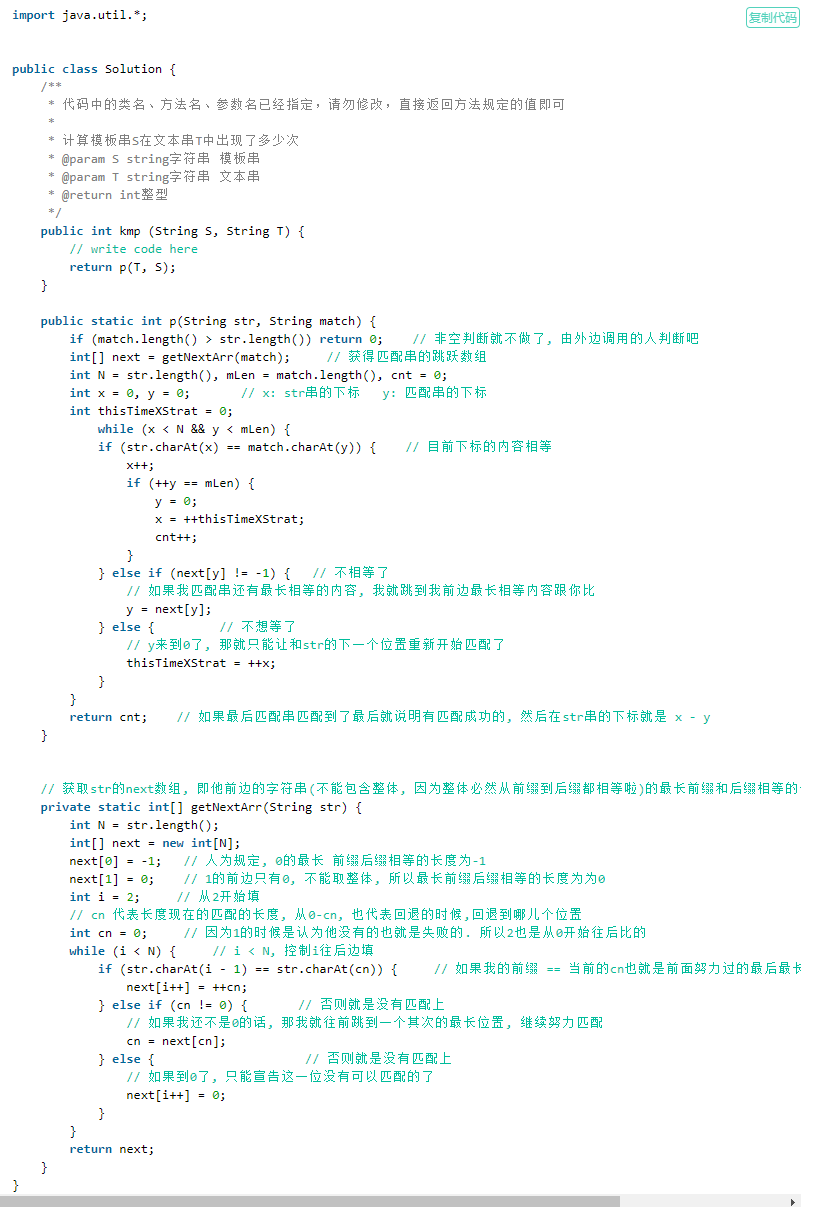 import java.util.*;
复制代码
public class Solution {
/**
* 代码中的类名、方法名、参数名已经指定，请勿修改，直接返回方法规定的值即可
*
* 计算模板串S在文本串T中出现了多少次
* @param S string字符串 模板串
* @param T string字符串 文本串
* @return int整型
*/
public int kmp (String S, String T) {
// write code here
return p(T, S);
}
public static int p(String str, String match) {
if (match.length() > str.length()) return 0;    // 非空判断就不做了, 由外边调用的人判断吧
int[] next = getNextArr(match);     // 获得匹配串的跳跃数组
int N = str.length(), mLen = match.length(), cnt = 0;
int x = 0, y = 0;       // x: str串的下标   y: 匹配串的下标
int thisTimeXStrat = 0;
while (x < N && y < mLen) {
if (str.charAt(x) == match.charAt(y)) {    // 目前下标的内容相等
x++;
if (++y == mLen) {
y = 0;
x = ++thisTimeXStrat;
cnt++;
}
} else if (next[y] != -1) {   // 不相等了
// 如果我匹配串还有最长相等的内容, 我就跳到我前边最长相等内容跟你比
y = next[y];
} else {         // 不想等了
// y来到0了, 那就只能让和str的下一个位置重新开始匹配了
thisTimeXStrat = ++x;
}
}
return cnt;    // 如果最后匹配串匹配到了最后就说明有匹配成功的, 然后在str串的下标就是 x - y
}
// 获取str的next数组, 即他前边的字符串(不能包含整体, 因为整体必然从前缀到后缀都相等啦)的最长前缀和后缀相等的
private static int[] getNextArr(String str) {
int N = str.length();
int[] next = new int[N];
next[0] = -1;   // 人为规定, 0的最长 前缀后缀相等的长度为-1
next[1] = 0;    // 1的前边只有0, 不能取整体, 所以最长前缀后缀相等的长度为为0
int i = 2;     // 从2开始填
// cn 代表长度现在的匹配的长度, 从0-cn, 也代表回退的时候,回退到哪儿个位置
int cn = 0;     // 因为1的时候是认为他没有的也就是失败的. 所以2也是从0开始往后比的
while (i < N) {     // i < N, 控制i往后边填
if (str.charAt(i - 1) == str.charAt(cn)) {     // 如果我的前缀 == 当前的cn也就是前面努力过的最后最长
next[i++] = ++cn;
} else if (cn != 0) {       // 否则就是没有匹配上
// 如果我还不是0的话, 那我就往前跳到一个其次的最长位置, 继续努力匹配
cn = next[cn];
} else {                     // 否则就是没有匹配上
// 如果到0了, 只能宣告这一位没有可以匹配的了
next[i++] = 0;
}
}
return next;
}
}